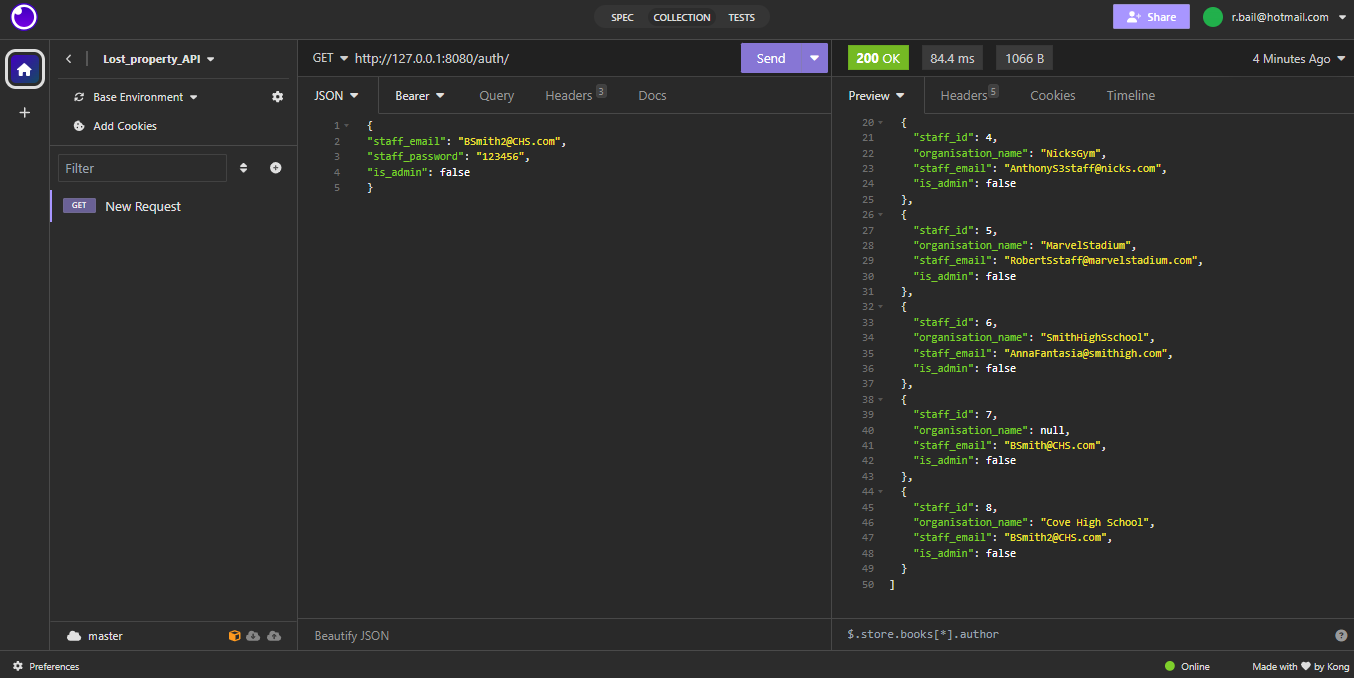 SPEC COLLECTION TESTS
Share
r.bail@hotmail.com
Lost_property_API
Base Environment
Add Cookies
Filter
GET New Request
master
GET http://127.0.0.1:8080/auth/
Send
JSON Bearer Query Headers 3 Docs
1 {
2 "staff_email": "BSmith2@CHS.com",
3 "staff_password": "123456",
4 "is_admin": false
5 }
Beautify JSON
200 OK 84.4 ms 1066 B 4 Minutes Ago
Preview Headers 5 Cookies Timeline
20 {
21 "staff_id": 4,
22 "organisation_name": "NicksGym",
23 "staff_email": "AnthonyS3staff@nicks.com",
24 "is_admin": false
25 },
26 {
27 "staff_id": 5,
28 "organisation_name": "MarvelStadium",
29 "staff_email": "RobertSstaff@marvelstadium.com",
30 "is_admin": false
31 },
32 {
33 "staff_id": 6,
34 "organisation_name": "SmithHighSschool",
35 "staff_email": "AnnaFantasia@smithigh.com",
36 "is_admin": false
37 },
38 {
39 "staff_id": 7,
40 "organisation_name": null,
41 "staff_email": "BSmith@CHS.com",
42 "is_admin": false
43 },
44 {
45 "staff_id": 8,
46 "organisation_name": "Cove High School",
47 "staff_email": "BSmith2@CHS.com",
48 "is_admin": false
49 }
50 ]
$.store.books[*].author
Preferences
Online
Made with ❤ by Kong